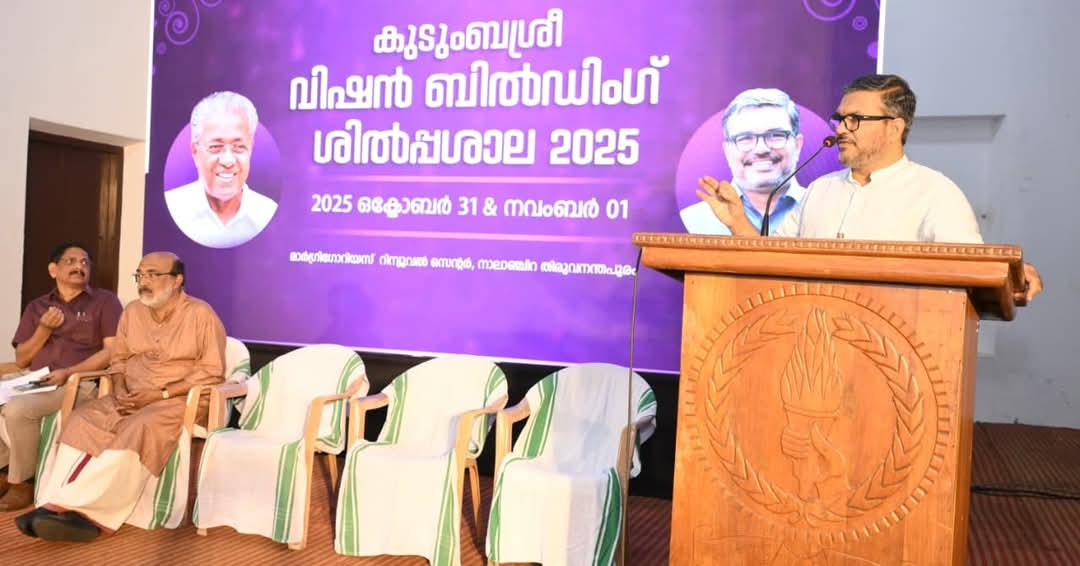 കുടുംബശ്രീ
വിഷൻ ബിൽഡിംഗ്
ശിൽപ്പശാല 2025
2025 ഒക്ടോബർ 31 & നവംബർ 01
മാർഗ്രിഗോറിയസ് റിന്യൂവൽ സെന്റർ, നാലാഞ്ചിറ തിരുവനന്തപുരം